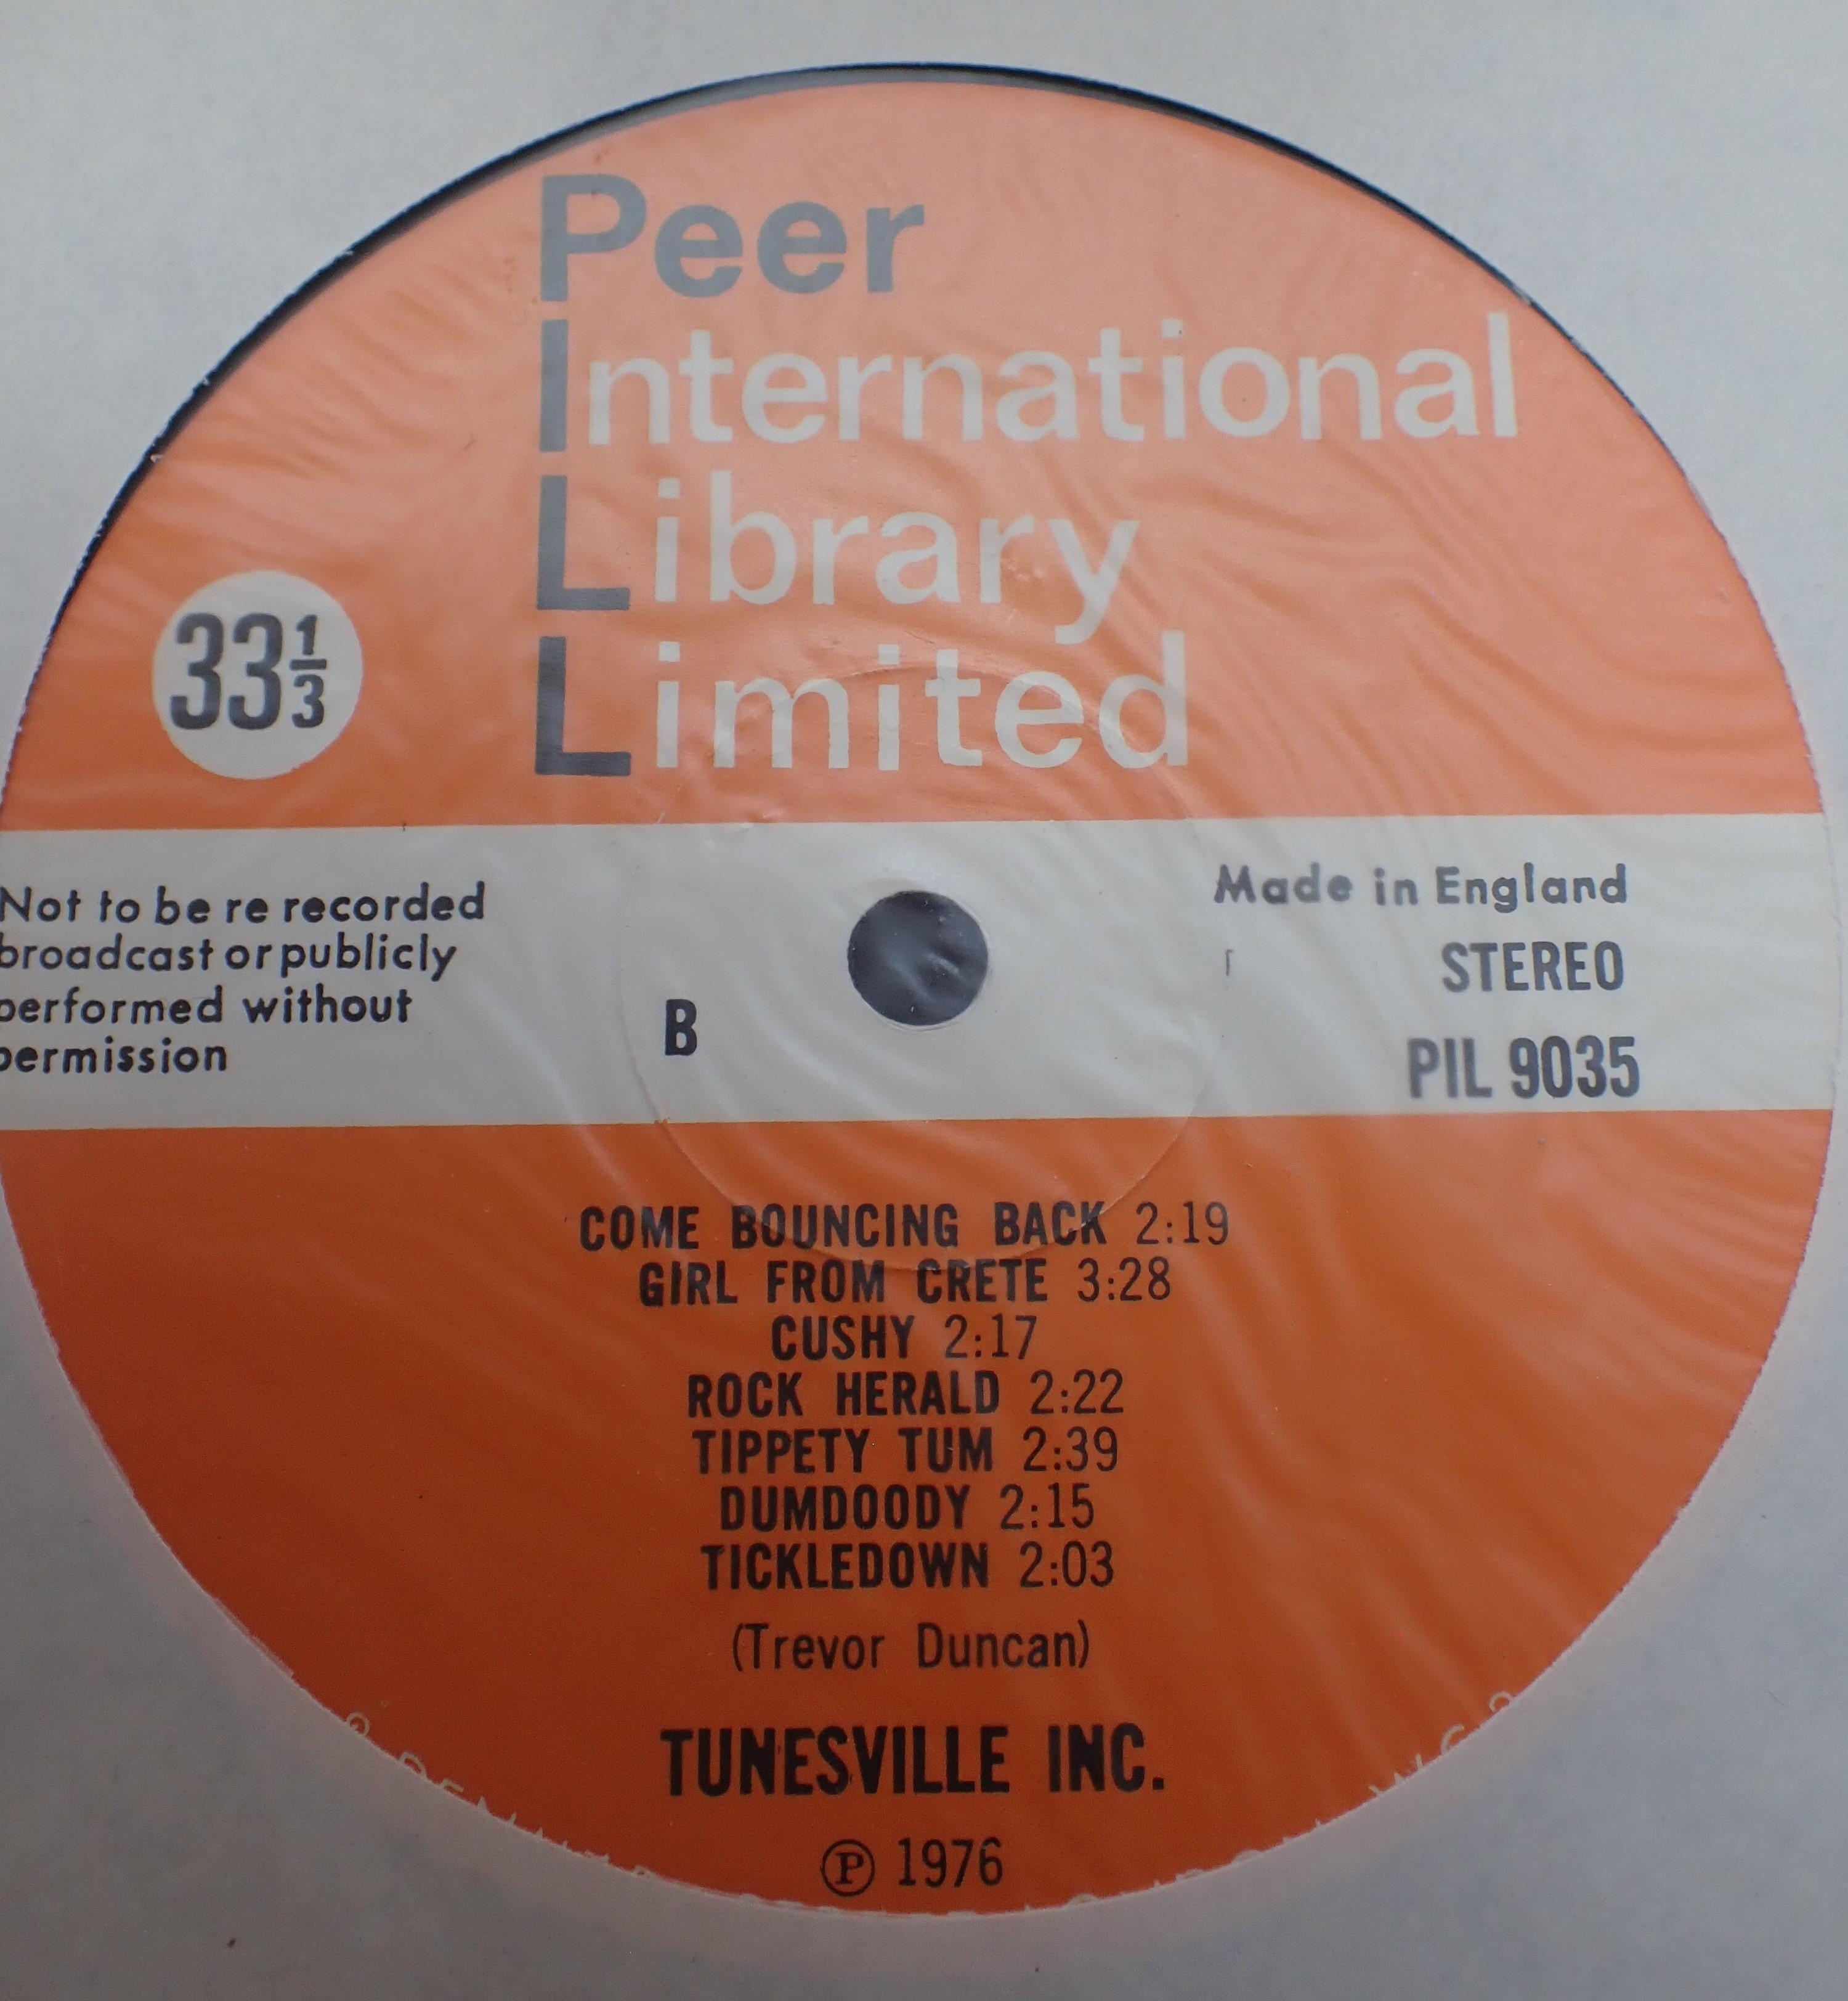 Peer
International
Library
Limited
33 1/3
Not to be re recorded
broadcast or publicly
performed without
permission
B
Made in England
STEREO
PIL 9035
COME BOUNCING BACK 2:19
GIRL FROM CRETE 3:28
CUSHY 2:17
ROCK HERALD 2:22
TIPPETY TUM 2:39
DUMDOODY 2:15
TICKLEDOWN 2:03
(Trevor Duncan)
TUNESVILLE INC.
℗ 1976